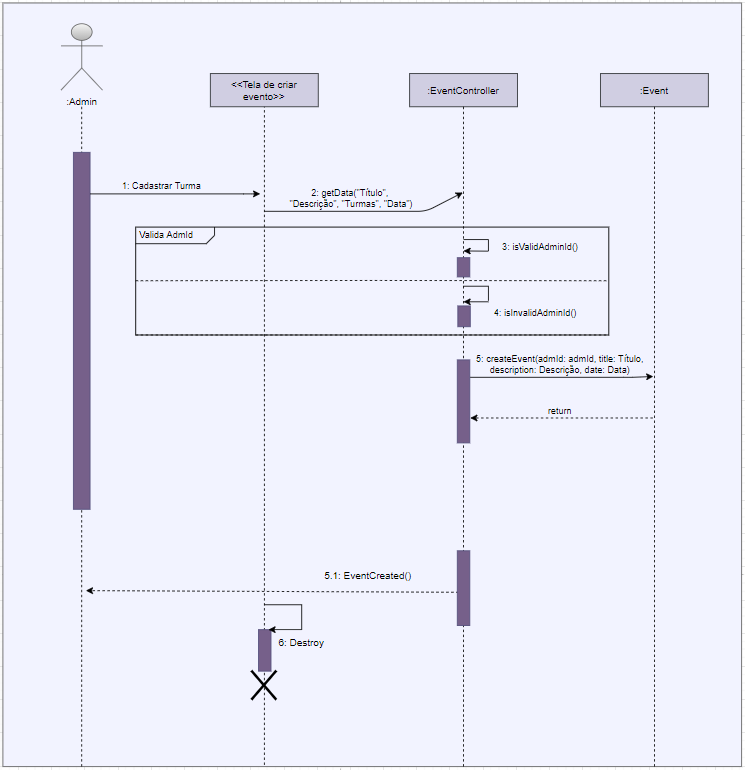 :Admin
<<Tela de criar
evento>>
:EventController
:Event
1: Cadastrar Turma
2: getData("Título",
"Descrição", "Turmas", "Data")
Valida AdmId
3: isValidAdminId()
4: isInvalidAdminId()
5: createEvent(admId: admId, title: Título,
description: Descrição, date: Data)
return
5.1: EventCreated()
6: Destroy